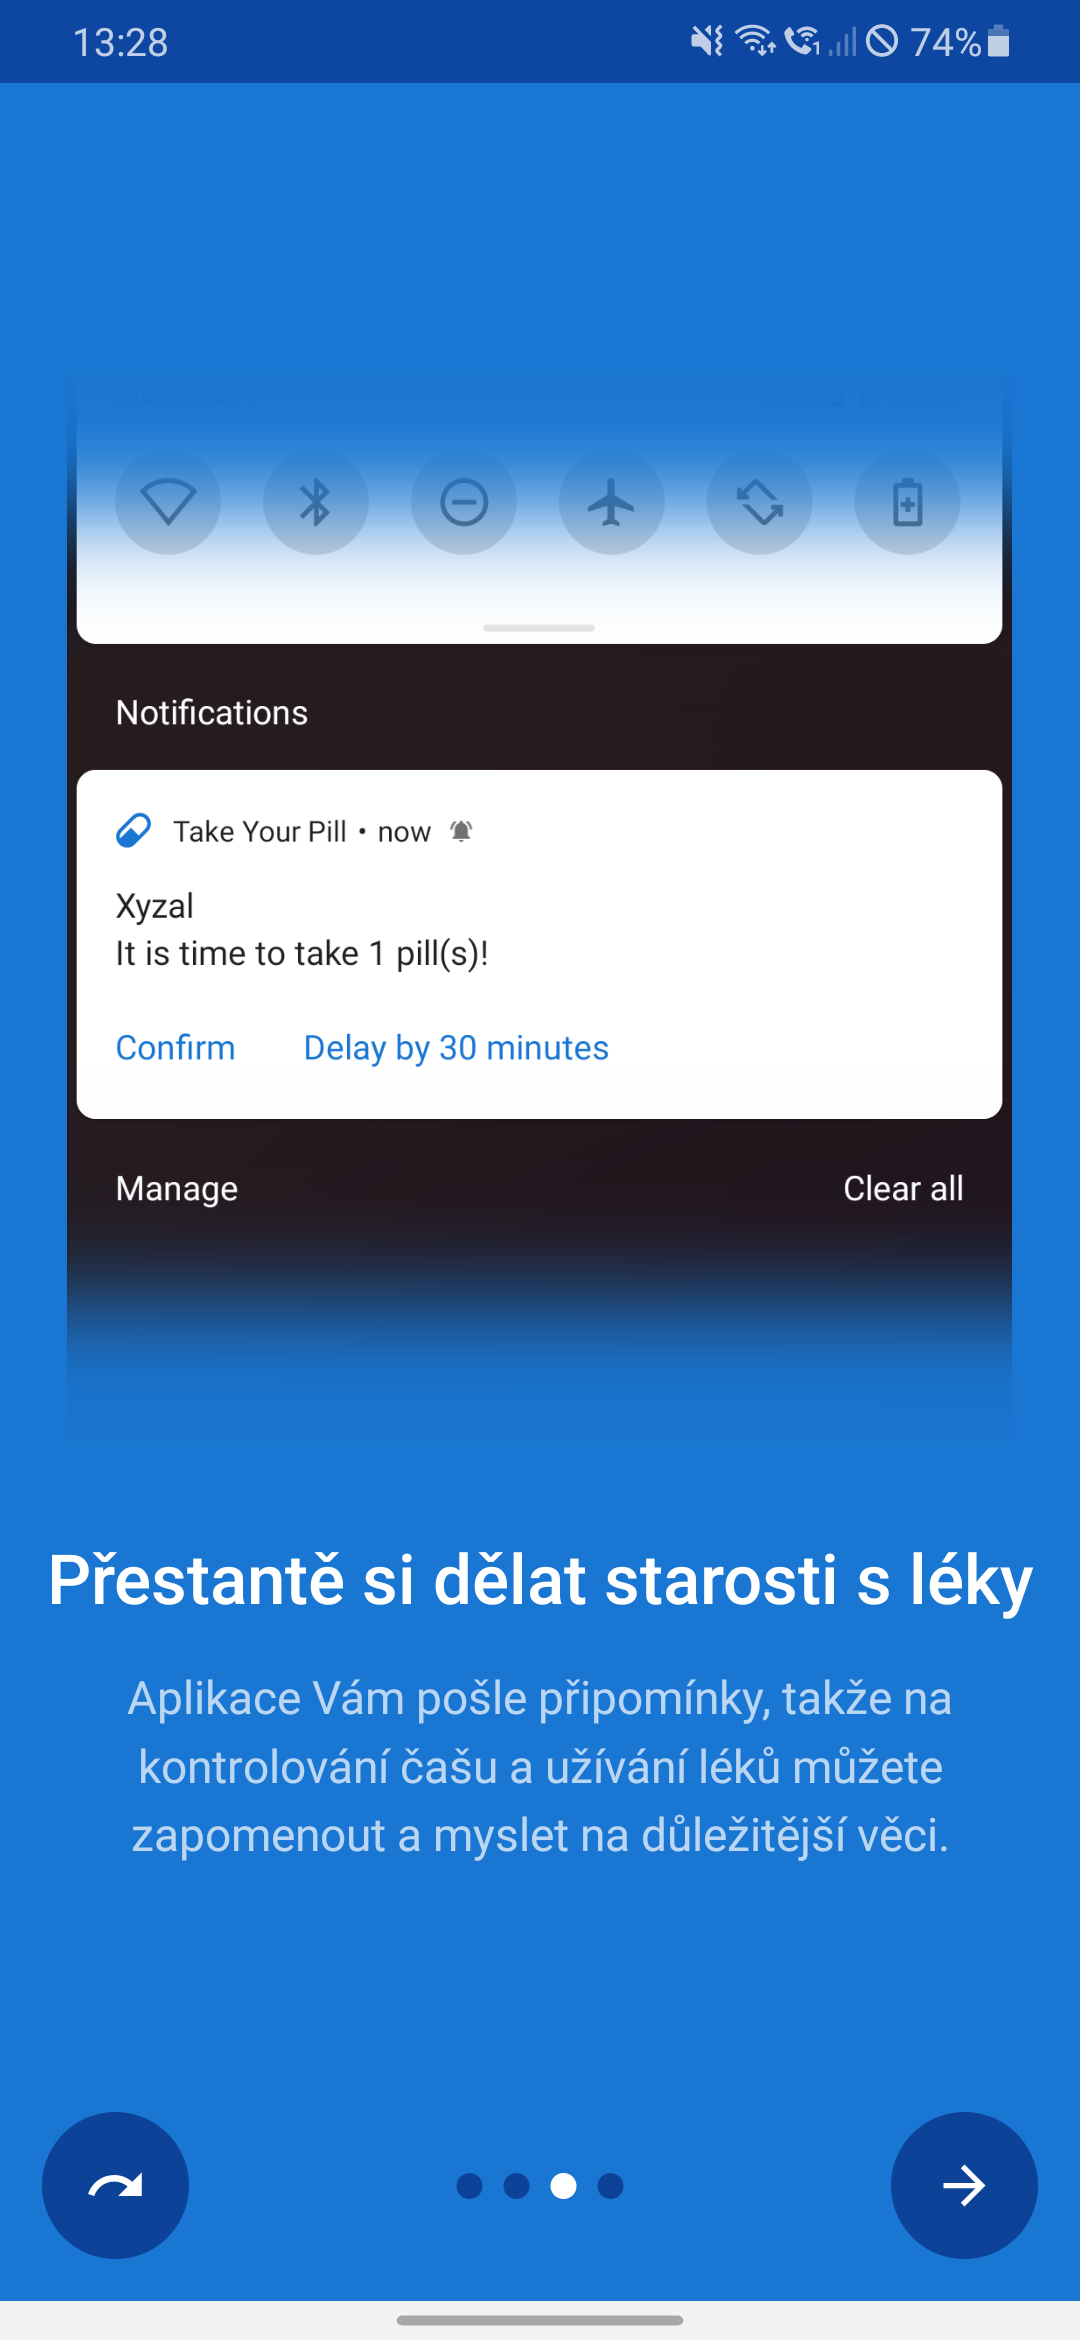 13:28
74%
Notifications
Take Your Pill • now
Xyzal
It is time to take 1 pill(s)!
Confirm Delay by 30 minutes
Manage Clear all
Přestantě si dělat starosti s léky
Aplikace Vám pošle připomínky, takže na
kontrolování čašu a užívání léků můžete
zapomenout a myslet na důležitější věci.